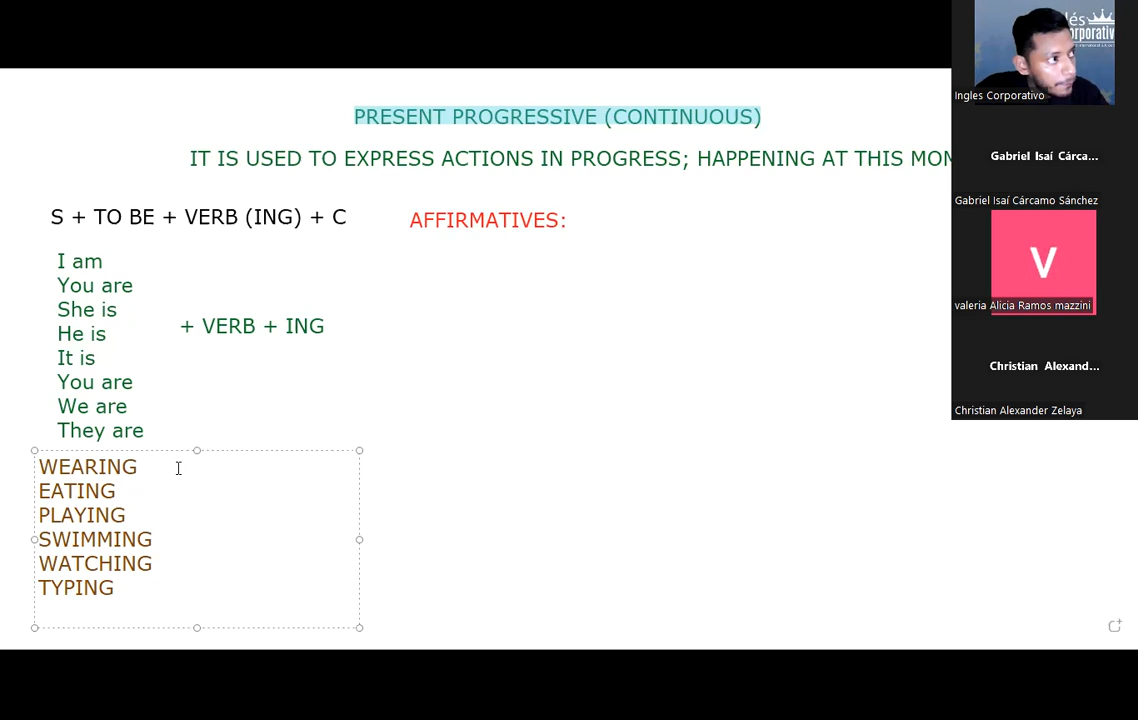 PRESENT PROGRESSIVE (CONTINUOUS)
IT IS USED TO EXPRESS ACTIONS IN PROGRESS; HAPPENING AT THIS MOM
S + TO BE + VERB (ING) + C
AFFIRMATIVES:
I am
You are
She is
He is
It is
You are
We are
They are
+ VERB + ING
WEARING
EATING
PLAYING
SWIMMING
WATCHING
TYPING
Ingles Corporativo
Gabriel Isaí Cárca...
Gabriel Isaí Cárcamo Sánchez
V
valeria Alicia Ramos mazzini
Christian Alexand...
Christian Alexander Zelaya